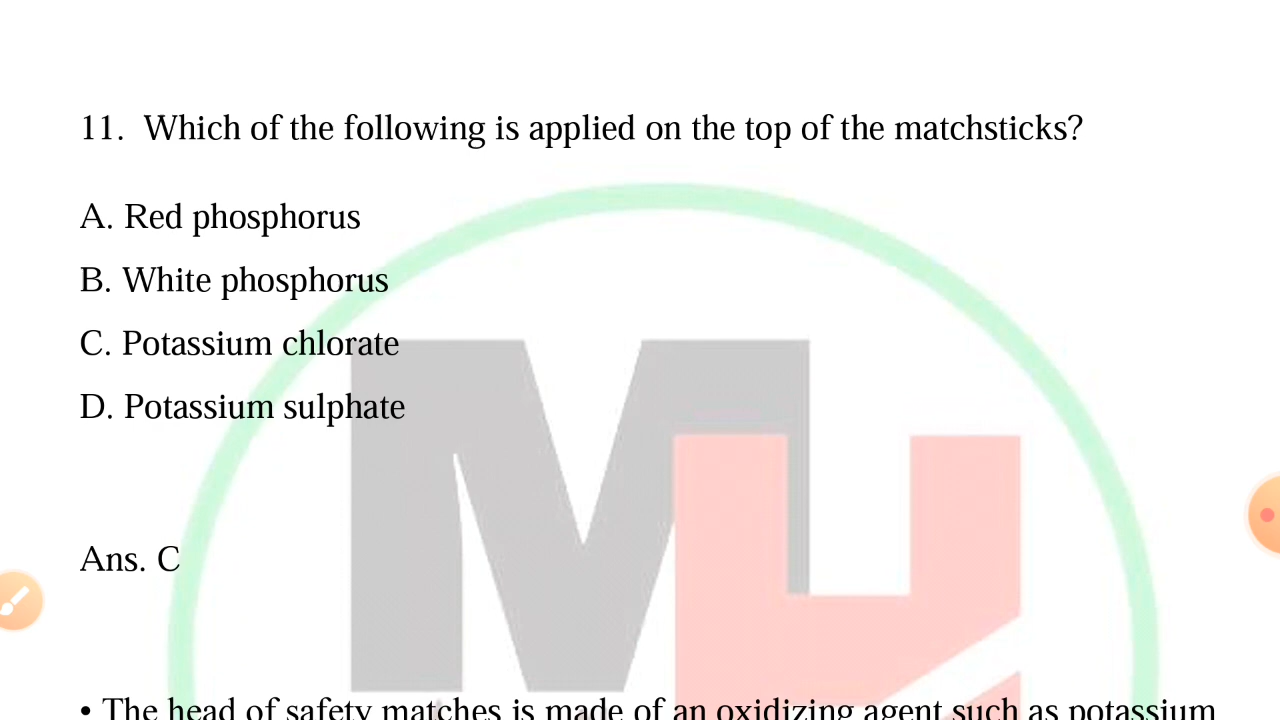 11. Which of the following is applied on the top of the matchsticks?
A. Red phosphorus
B. White phosphorus
C. Potassium chlorate
D. Potassium sulphate
Ans. C
• The head of safety matches is made of an oxidizing agent such as potassium